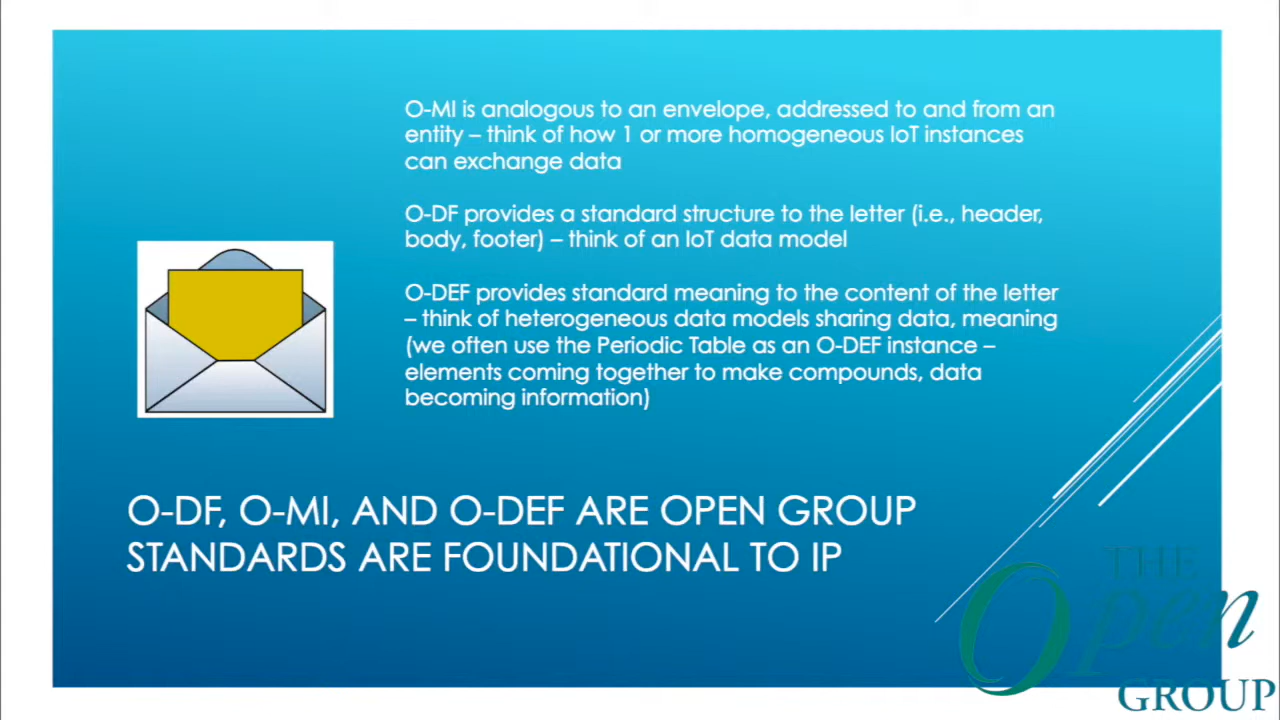 O-MI is analogous to an envelope, addressed to and from an
entity – think of how 1 or more homogeneous IoT instances
can exchange data
O-DF provides a standard structure to the letter (i.e., header,
body, footer) – think of an IoT data model
O-DEF provides standard meaning to the content of the letter
– think of heterogeneous data models sharing data, meaning
(we often use the Periodic Table as an O-DEF instance –
elements coming together to make compounds, data
becoming information)
O-DF, O-MI, AND O-DEF ARE OPEN GROUP
STANDARDS ARE FOUNDATIONAL TO IP
THE
Open
GROUP